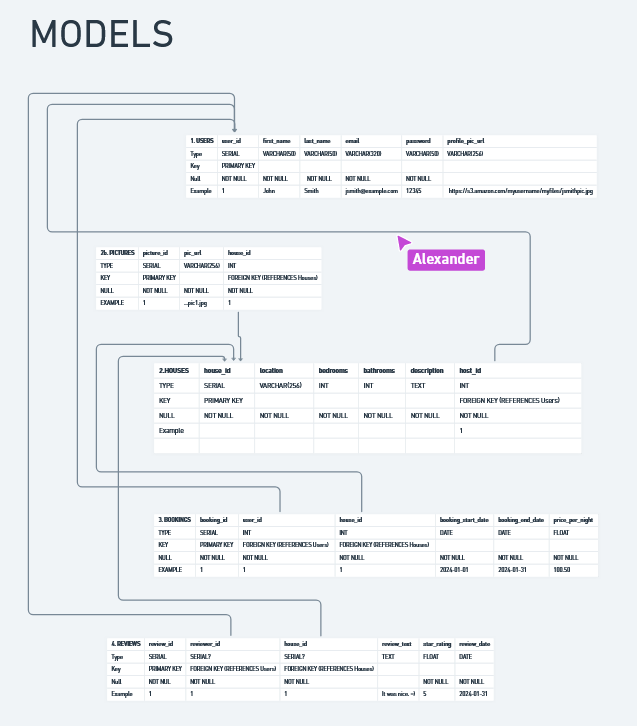 MODELS
1. USERS user_id first_name last_name email password profile_pic_url
Type SERIAL VARCHAR(50) VARCHAR(50) VARCHAR(320) VARCHAR(50) VARCHAR(256)
Key PRIMARY KEY
Null NOT NULL NOT NULL NOT NULL NOT NULL NOT NULL
Example 1 John Smith jsmith@example.com 12345 https://s3.amazon.com/myusername/myfiles/jsmithpic.jpg
Alexander
2b. PICTURES picture_id pic_url house_id
TYPE SERIAL VARCHAR(256) INT
KEY PRIMARY KEY FOREIGN KEY (REFERENCES Houses)
NULL NOT NULL NOT NULL NOT NULL
EXAMPLE 1 ...pic1.jpg 1
2.HOUSES house_id location bedrooms bathrooms description host_id
TYPE SERIAL VARCHAR(256) INT INT TEXT INT
KEY PRIMARY KEY FOREIGN KEY (REFERENCES Users)
NULL NOT NULL NOT NULL NOT NULL NOT NULL NOT NULL NOT NULL
Example 1
3. BOOKINGS booking_id user_id house_id booking_start_date booking_end_date price_per_night
TYPE SERIAL INT INT DATE DATE FLOAT
KEY PRIMARY KEY FOREIGN KEY (REFERENCES Users) FOREIGN KEY (REFERENCES Houses)
NULL NOT NULL NOT NULL NOT NULL NOT NULL NOT NULL NOT NULL
EXAMPLE 1 1 1 2024-01-01 2024-01-31 100.50
4. REVIEWS review_id reviewer_id house_id review_text star_rating review_date
Type SERIAL SERIAL? SERIAL? TEXT FLOAT DATE
Key PRIMARY KEY FOREIGN KEY (REFERENCES Users) FOREIGN KEY (REFERENCES Houses)
Null NOT NUL NOT NULL NOT NULL NOT NULL NOT NULL
Example 1 1 1 It was nice. =) 5 2024-01-31